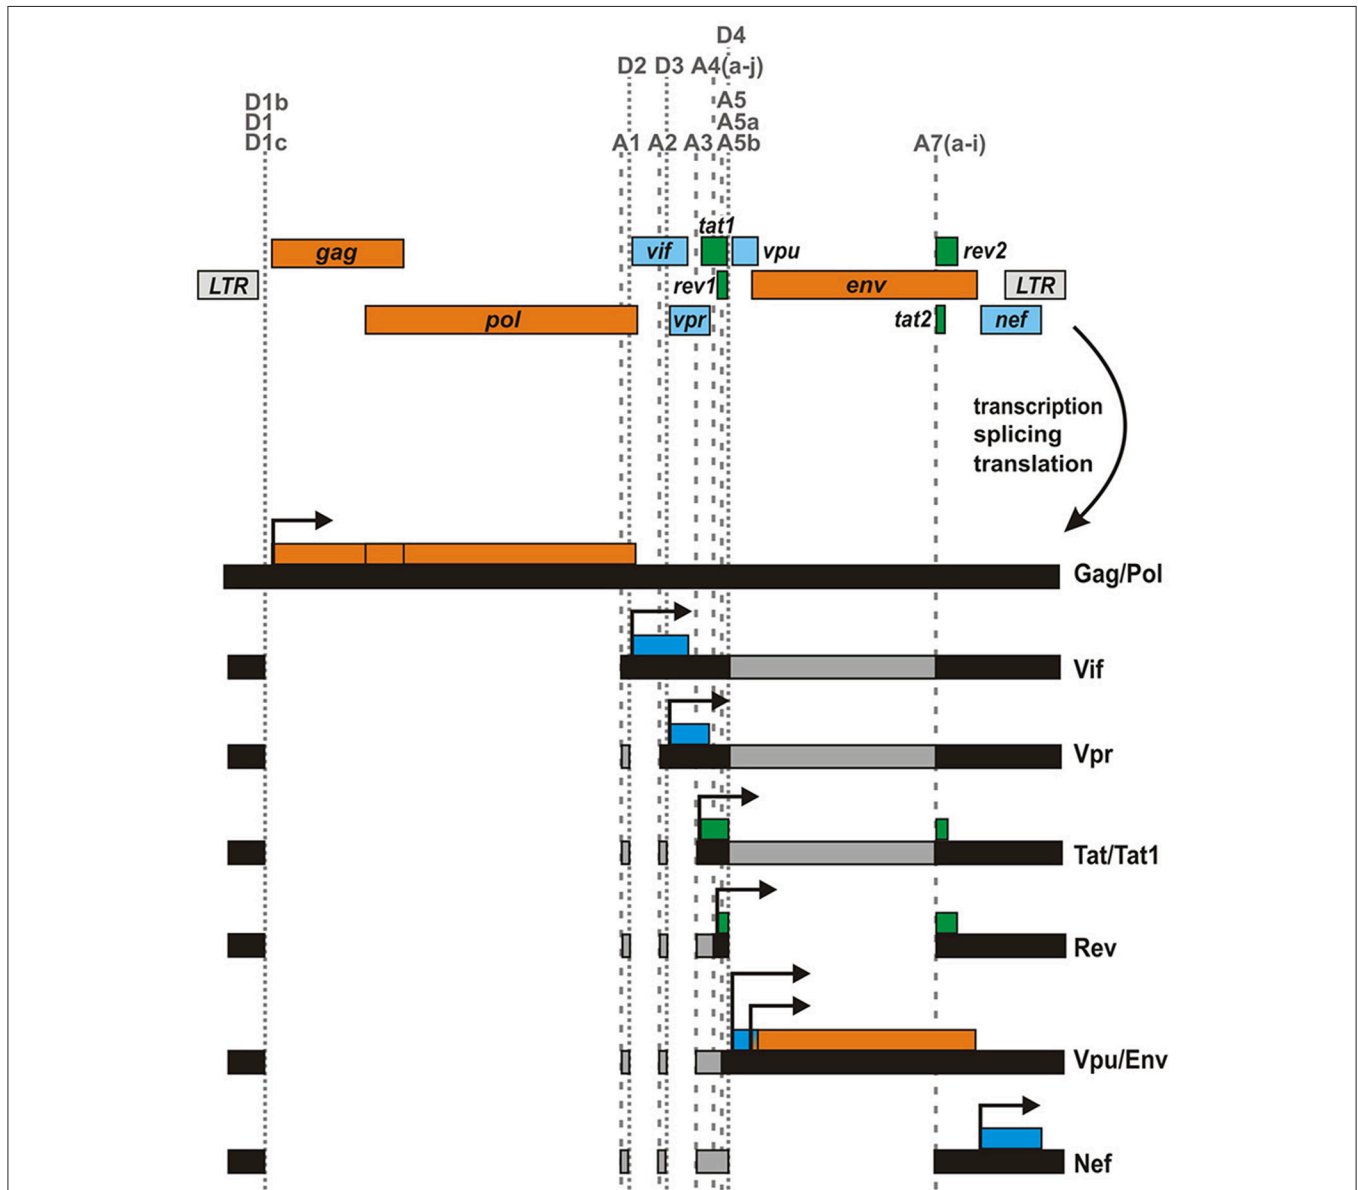 D4
D2 D3 A4(a-j)
D1b A5
D1 A5a
D1c A1 A2 A3 A5b A7(a-i)
tat1
gag vif vpu rev2
LTR rev1 env LTR
pol vpr tat2 nef
transcription
splicing
translation
Gag/Pol
Vif
Vpr
Tat/Tat1
Rev
Vpu/Env
Nef